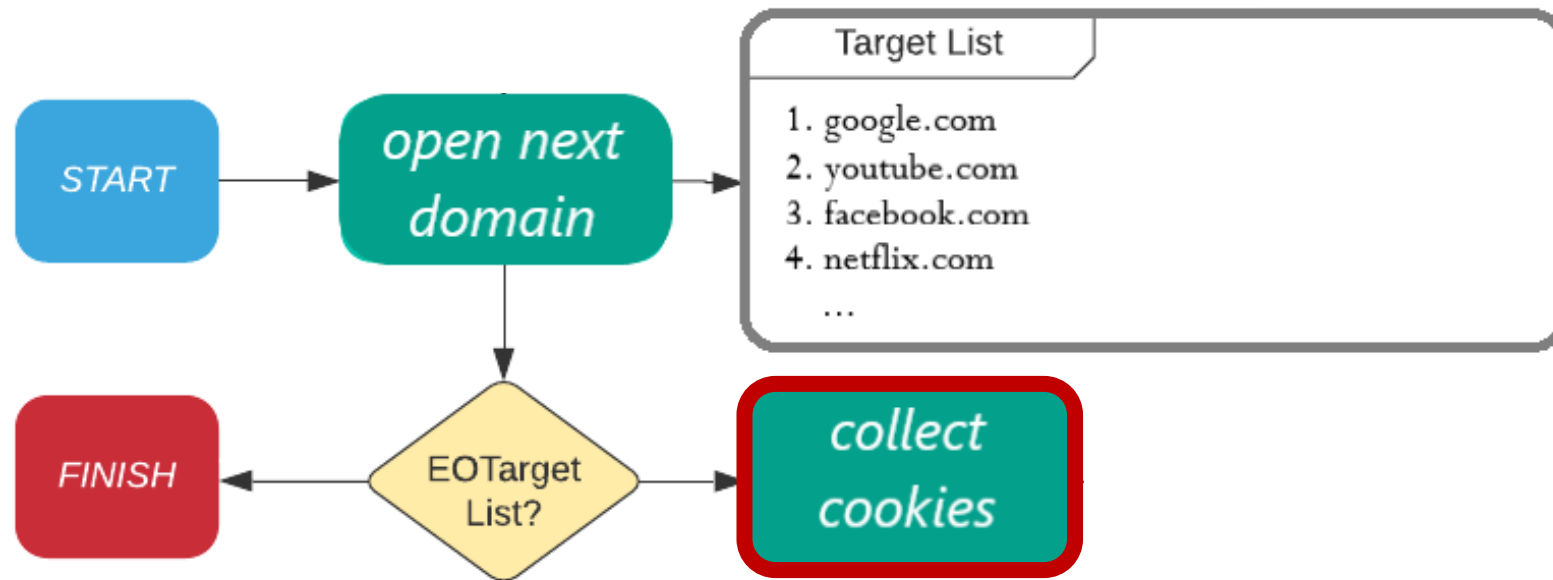 Target List
START
open next
domain
1. google.com
2. youtube.com
3. facebook.com
4. netflix.com
...
FINISH
EOTarget
List?
collect
cookies